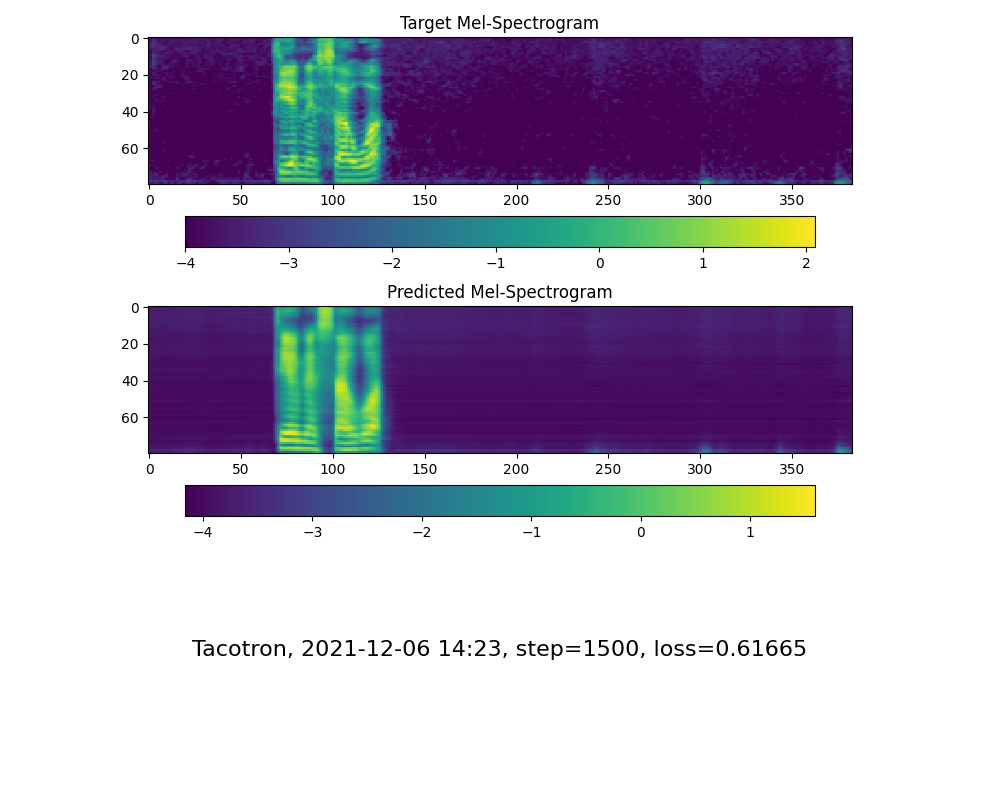 Target Mel-Spectrogram
0
20
40
60
0 50 100 150 200 250 300 350
−4 −3 −2 −1 0 1 2
Predicted Mel-Spectrogram
0
20
40
60
0 50 100 150 200 250 300 350
−4 −3 −2 −1 0 1
Tacotron, 2021-12-06 14:23, step=1500, loss=0.61665